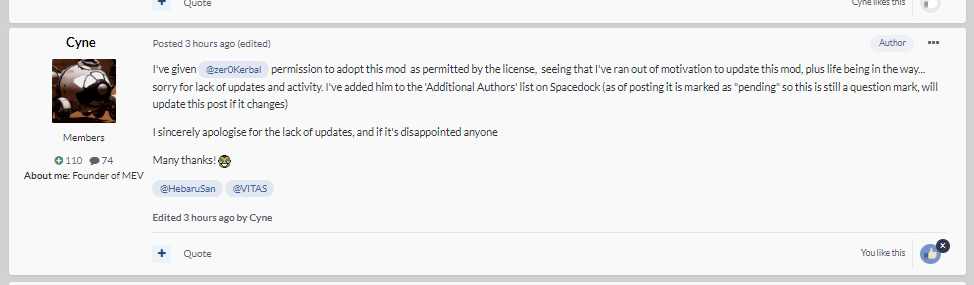 Quote
Cyne likes this
Cyne
Posted 3 hours ago (edited)
Author
I've given @zer0Kerbal permission to adopt this mod as permitted by the license, seeing that I've ran out of motivation to update this mod, plus life being in the way...
sorry for lack of updates and activity. I've added him to the 'Additional Authors' list on Spacedock (as of posting it is marked as "pending" so this is still a question mark, will
update this post if it changes)
I sincerely apologise for the lack of updates, and if it's disappointed anyone
Members
Many thanks!
110 74
About me: Founder of MEV
@HebaruSan @VITAS
Edited 3 hours ago by Cyne
Quote
You like this